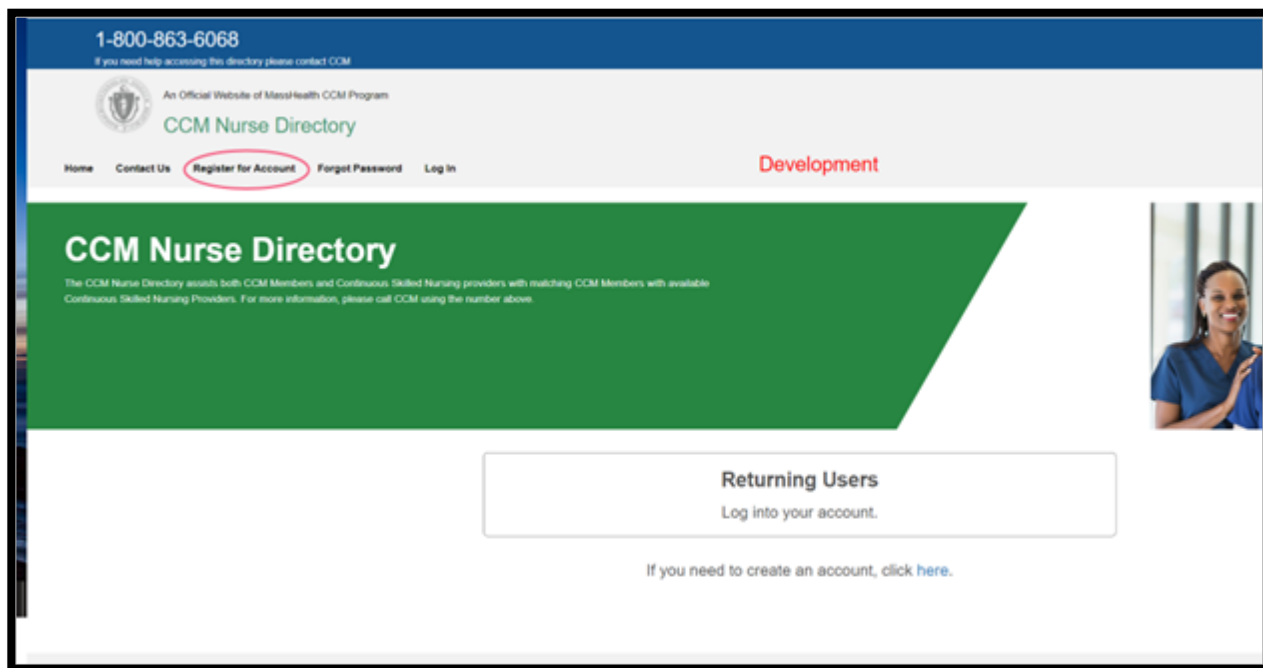 1-800-863-6068
If you need help accessing this directory please contact CCM
An Official Website of MassHealth CCM Program
CCM Nurse Directory
Home Contact Us Register for Account Forgot Password Log In
Development
CCM Nurse Directory
The CCM Nurse Directory assists both CCM Members and Continuous Skilled Nursing providers with matching CCM Members with available
Continuous Skilled Nursing Providers. For more information, please call CCM using the number above.
Returning Users
Log into your account.
If you need to create an account, click here.